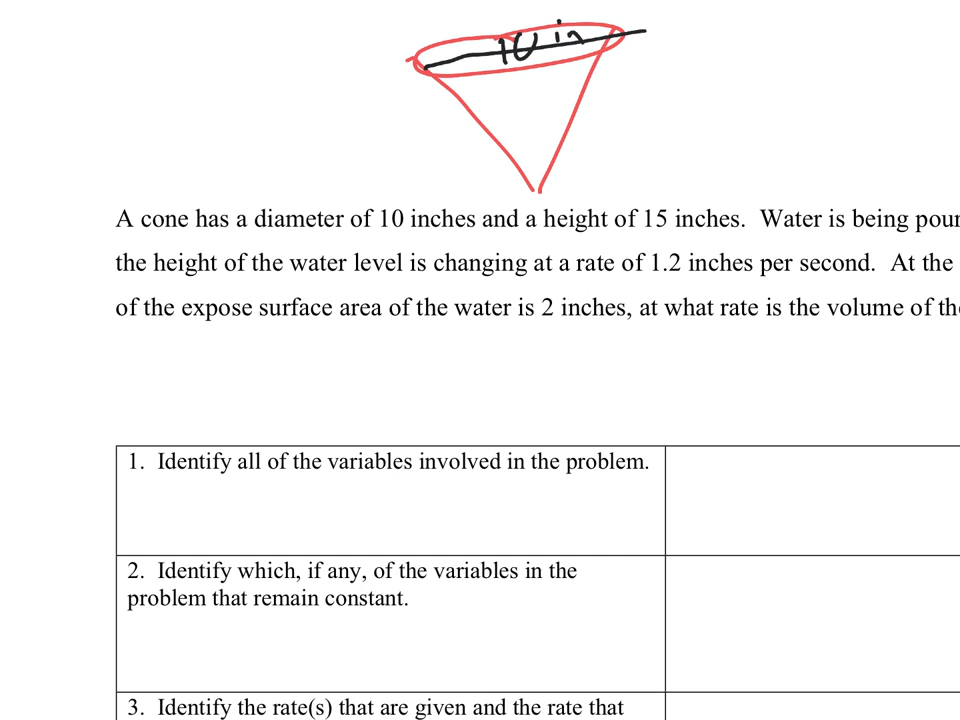 10 in
A cone has a diameter of 10 inches and a height of 15 inches. Water is being
the height of the water level is changing at a rate of 1.2 inches per second. At the
of the expose surface area of the water is 2 inches, at what rate is the volume of
1. Identify all of the variables involved in the problem.
2. Identify which, if any, of the variables in the
problem that remain constant.
3. Identify the rate(s) that are given and the rate that